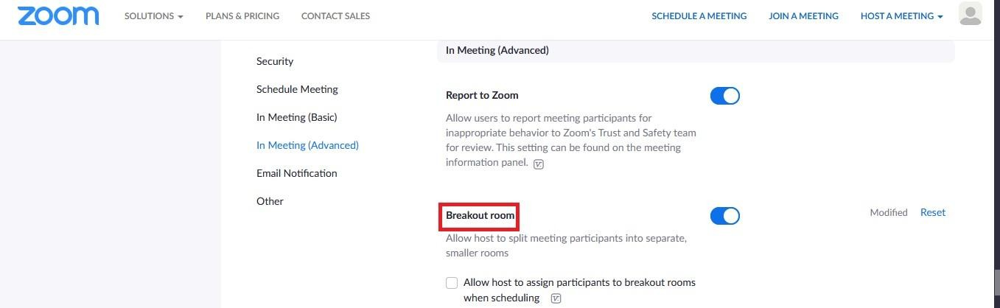 zoom SOLUTIONS PLANS & PRICING CONTACT SALES SCHEDULE A MEETING JOIN A MEETING HOST A MEETING
Security
Schedule Meeting
In Meeting (Basic)
In Meeting (Advanced)
Email Notification
Other
In Meeting (Advanced)
Report to Zoom
Allow users to report meeting participants for
inappropriate behavior to Zoom's Trust and Safety team
for review. This setting can be found on the meeting
information panel.
Breakout room
Modified Reset
Allow host to split meeting participants into separate,
smaller rooms
Allow host to assign participants to breakout rooms
when scheduling